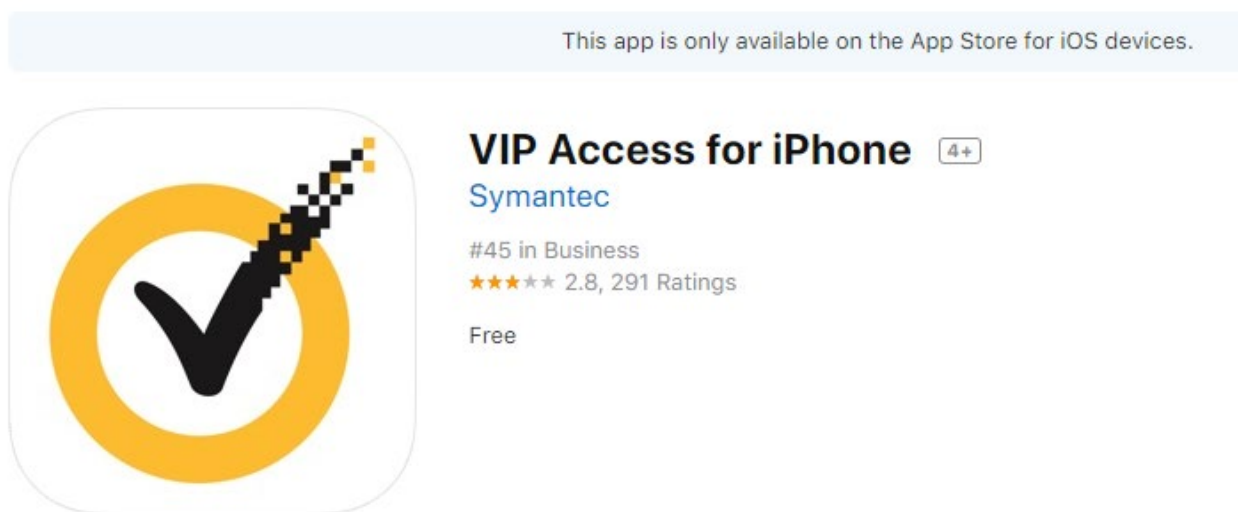 This app is only available on the App Store for iOS devices.
VIP Access for iPhone 4+
Symantec
#45 in Business
★★★★★ 2.8, 291 Ratings
Free